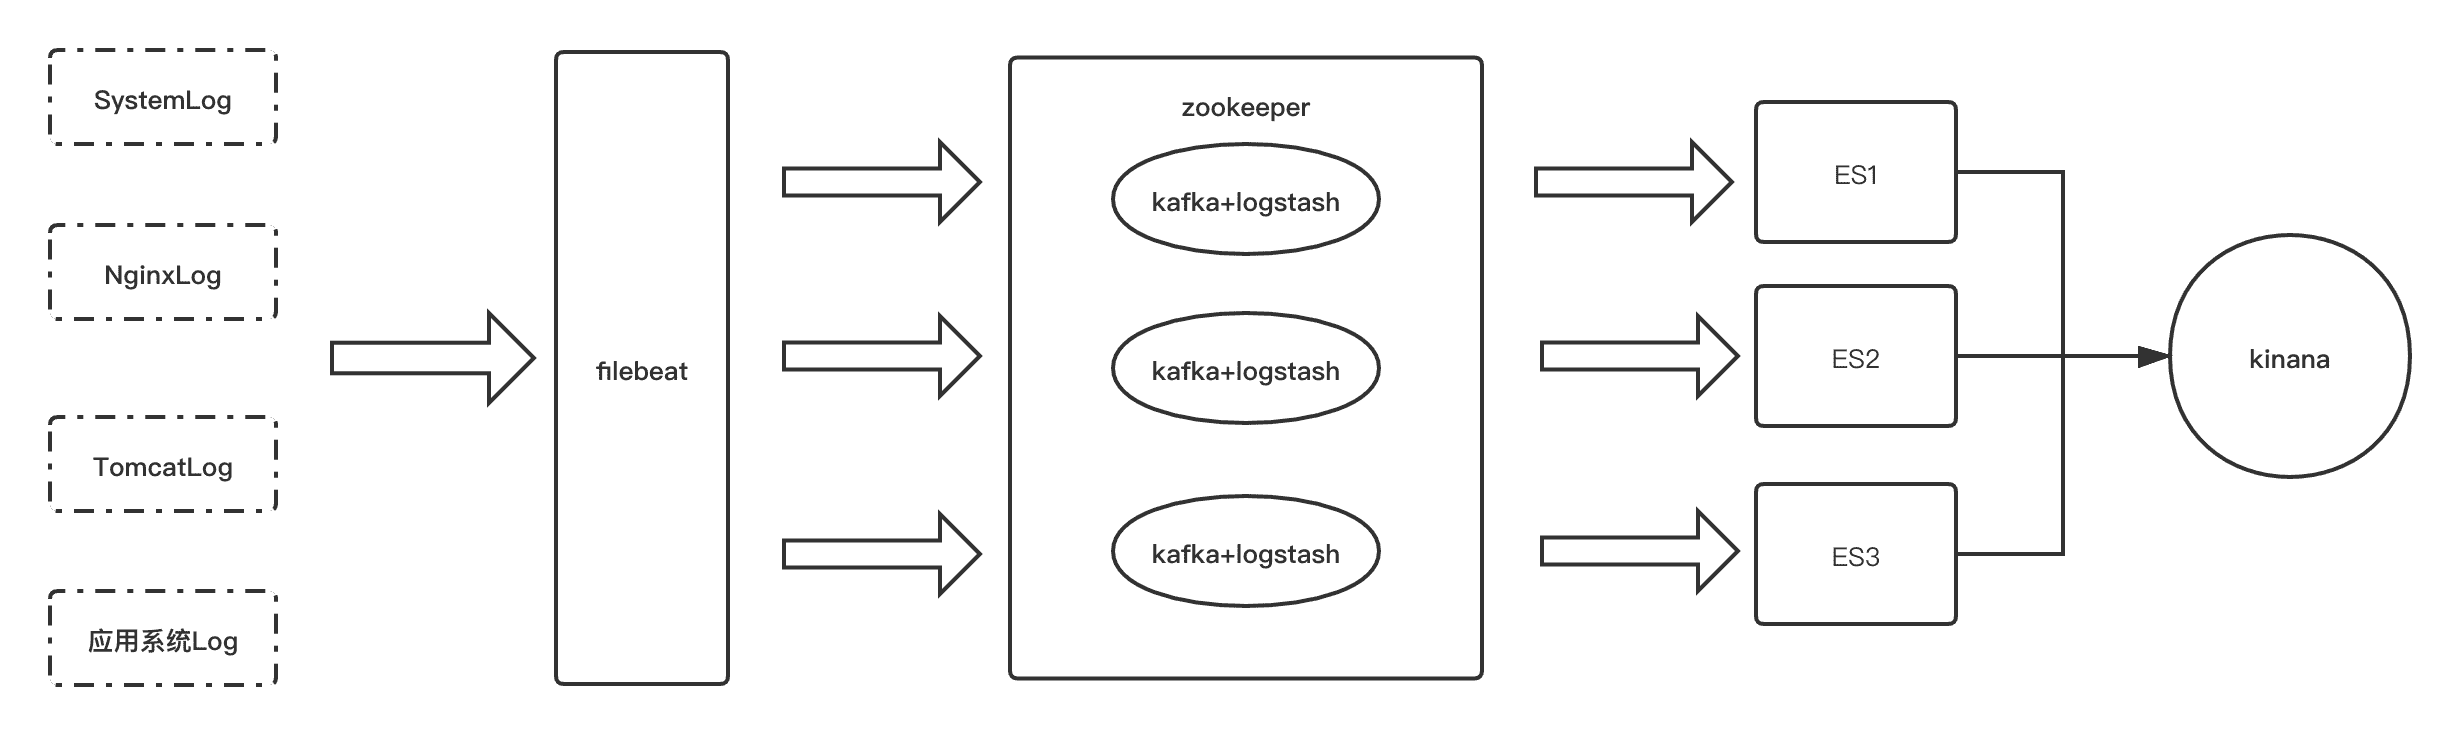 SystemLog
NginxLog
TomcatLog
应用系统Log
filebeat
zookeeper
kafka+logstash
kafka+logstash
kafka+logstash
ES1
ES2
ES3
kinana